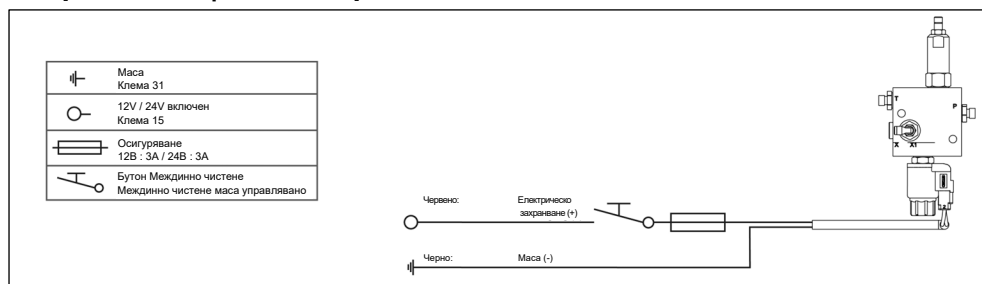 Маса
Клема 31
12V / 24V включен
Клема 15
Осигуряване
12В : 3А / 24В : 3А
Бутон Междинно чистене
Междинно чистене маса управлявано
T
P
X X1
Червено: Електрическо
захранване (+)
Черно: Маса (-)